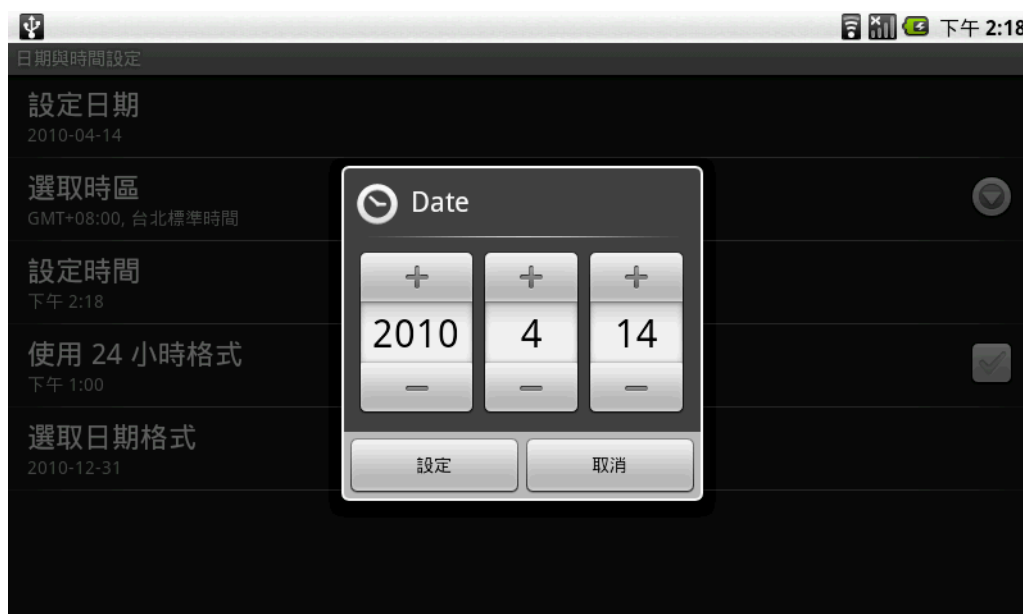 下午 2:18
日期與時間設定
設定日期
2010-04-14
選取時區
GMT+08:00, 台北標準時間
設定時間
下午 2:18
使用 24 小時格式
下午 1:00
選取日期格式
2010-12-31
Date
2010 4 14
設定 取消